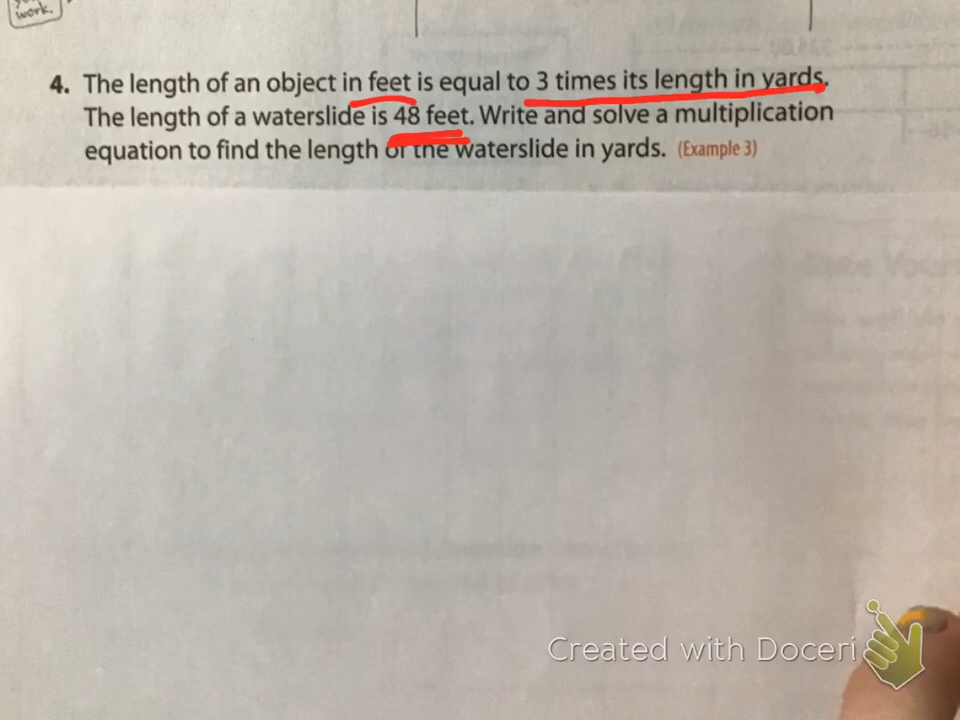 work.
4. The length of an object in feet is equal to 3 times its length in yards.
The length of a waterslide is 48 feet. Write and solve a multiplication
equation to find the length of the waterslide in yards. (Example 3)
Created with Doceri